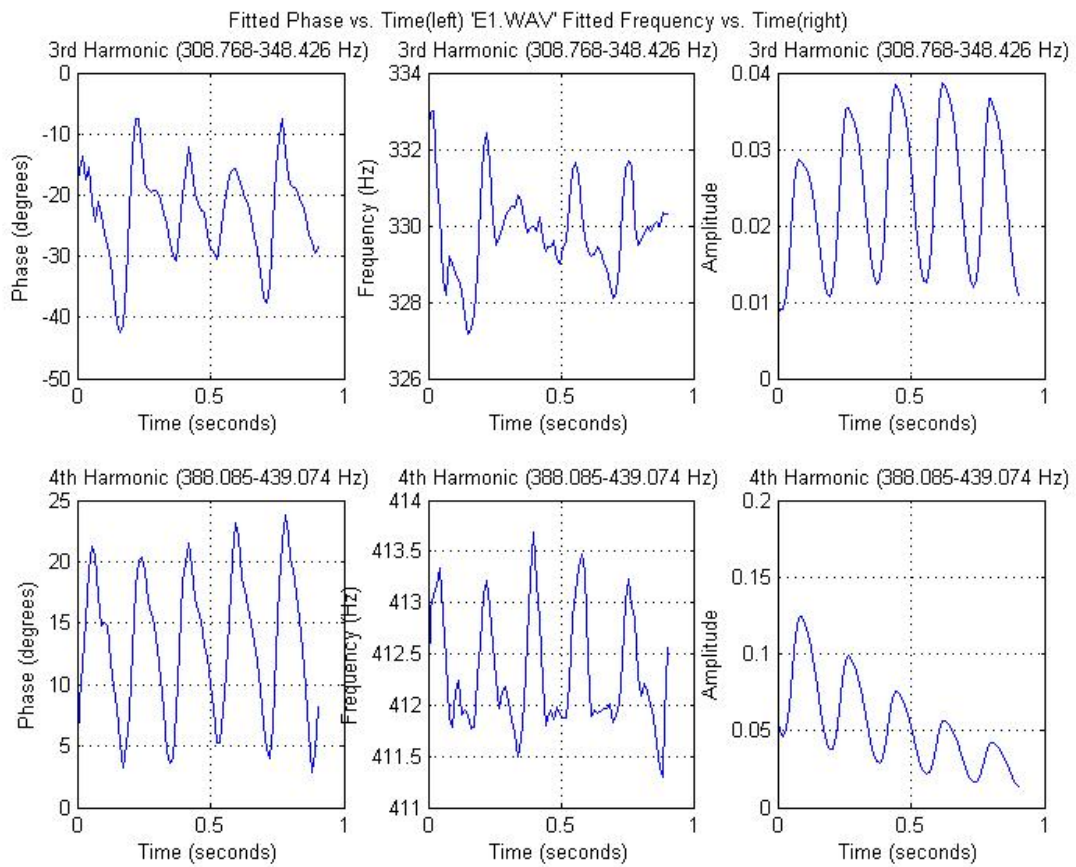 Fitted Phase vs. Time(left) 'E1.WAV' Fitted Frequency vs. Time(right)
3rd Harmonic (308.768-348.426 Hz)
0
-10
-20
-30
-40
-50
Phase (degrees)
0 0.5 1
Time (seconds)
3rd Harmonic (308.768-348.426 Hz)
334
332
330
328
326
Frequency (Hz)
0 0.5 1
Time (seconds)
3rd Harmonic (308.768-348.426 Hz)
0.04
0.03
0.02
0.01
0
Amplitude
0 0.5 1
Time (seconds)
4th Harmonic (388.085-439.074 Hz)
25
20
15
10
5
0
Phase (degrees)
0 0.5 1
Time (seconds)
4th Harmonic (388.085-439.074 Hz)
414
413.5
413
412.5
412
411.5
411
Frequency (Hz)
0 0.5 1
Time (seconds)
4th Harmonic (388.085-439.074 Hz)
0.2
0.15
0.1
0.05
0
Amplitude
0 0.5 1
Time (seconds)